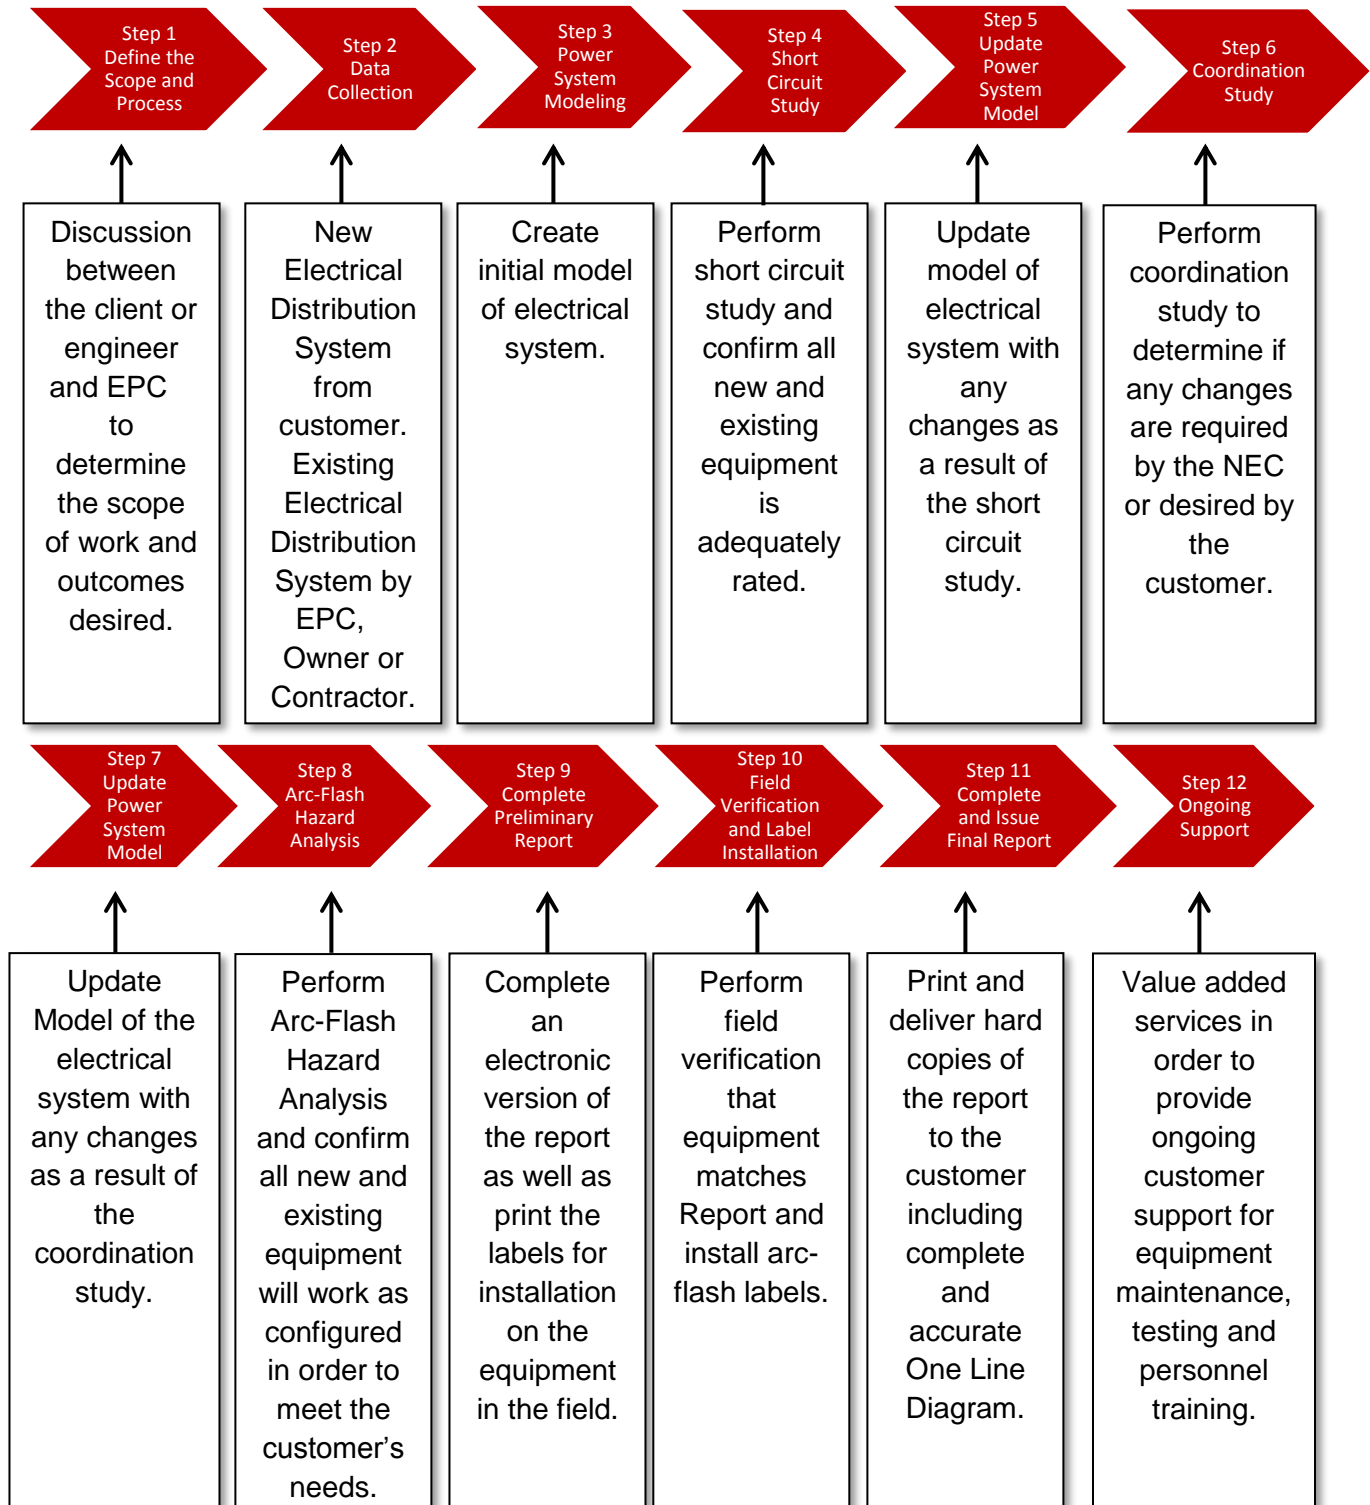 Step 1
Define the
Scope and
Process
Step 2
Data
Collection
Step 3
Power
System
Modeling
Step 4
Short
Circuit
Study
Step 5
Update
Power
System
Model
Step 6
Coordination
Study
Discussion
between
the client or
engineer
and EPC
to
determine
the scope
of work and
outcomes
desired.
New
Electrical
Distribution
System
from
customer.
Existing
Electrical
Distribution
System by
EPC,
Owner or
Contractor.
Create
initial model
of electrical
system.
Perform
short circuit
study and
confirm all
new and
existing
equipment
is
adequately
rated.
Update
model of
electrical
system with
any
changes as
a result of
the short
circuit
study.
Perform
coordination
study to
determine if
any changes
are required
by the NEC
or desired by
the
customer.
Step 7
Update
Power
System
Model
Step 8
Arc-Flash
Hazard
Analysis
Step 9
Complete
Preliminary
Report
Step 10
Field
Verification
and Label
Installation
Step 11
Complete
and Issue
Final Report
Step 12
Ongoing
Support
Update
Model of the
electrical
system with
any changes
as a result of
the
coordination
study.
Perform
Arc-Flash
Hazard
Analysis
and confirm
all new and
existing
equipment
will work as
configured
in order to
meet the
customer’s
needs.
Complete
an
electronic
version of
the report
as well as
print the
labels for
installation
on the
equipment
in the field.
Perform
field
verification
that
equipment
matches
Report and
install arc-
flash labels.
Print and
deliver hard
copies of
the report
to the
customer
including
complete
and
accurate
One Line
Diagram.
Value added
services in
order to
provide
ongoing
customer
support for
equipment
maintenance,
testing and
personnel
training.